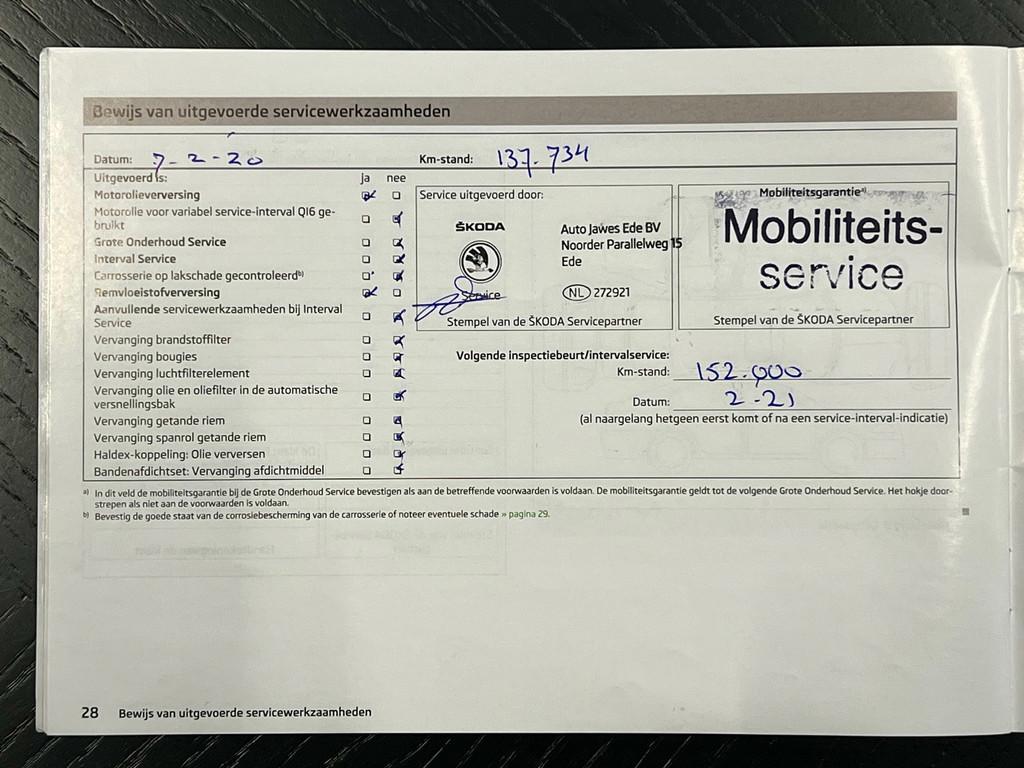 Bewijs van uitgevoerde servicewerkzaamheden
Datum: 7-2-20 Km-stand: 137.734
Uitgevoerd is: ja nee
Motorolieverversing
Motorolie voor variabel service-interval QI6 ge-
bruikt
Grote Onderhoud Service
Interval Service
Carrosserie op lakschade gecontroleerd b)
Remvloeistofverversing
Aanvullende servicewerkzaamheden bij Interval
Service
Vervanging brandstoffilter
Vervanging bougies
Vervanging luchtfilterelement
Vervanging olie en oliefilter in de automatische
versnellingsbak
Vervanging getande riem
Vervanging spanrol getande riem
Haldex-koppeling: Olie verversen
Bandenafdichtset: Vervanging afdichtmiddel
Service uitgevoerd door:
ŠKODA
Service
Auto Jawes Ede BV
Noorder Parallelweg 15
Ede
NL 272921
Stempel van de ŠKODA Servicepartner
Mobiliteitsgarantie a)
Mobiliteits-
service
Stempel van de ŠKODA Servicepartner
Volgende inspectiebeurt/intervalservice:
Km-stand: 152.000
Datum: 2-21
(al naargelang hetgeen eerst komt of na een service-interval-indicatie)
a) In dit veld de mobiliteitsgarantie bij de Grote Onderhoud Service bevestigen als aan de betreffende voorwaarden is voldaan. De mobiliteitsgarantie geldt tot de volgende Grote Onderhoud Service. Het hokje door-
strepen als niet aan de voorwaarden is voldaan.
b) Bevestig de goede staat van de corrosiebescherming van de carrosserie of noteer eventuele schade » pagina 29.
28 Bewijs van uitgevoerde servicewerkzaamheden